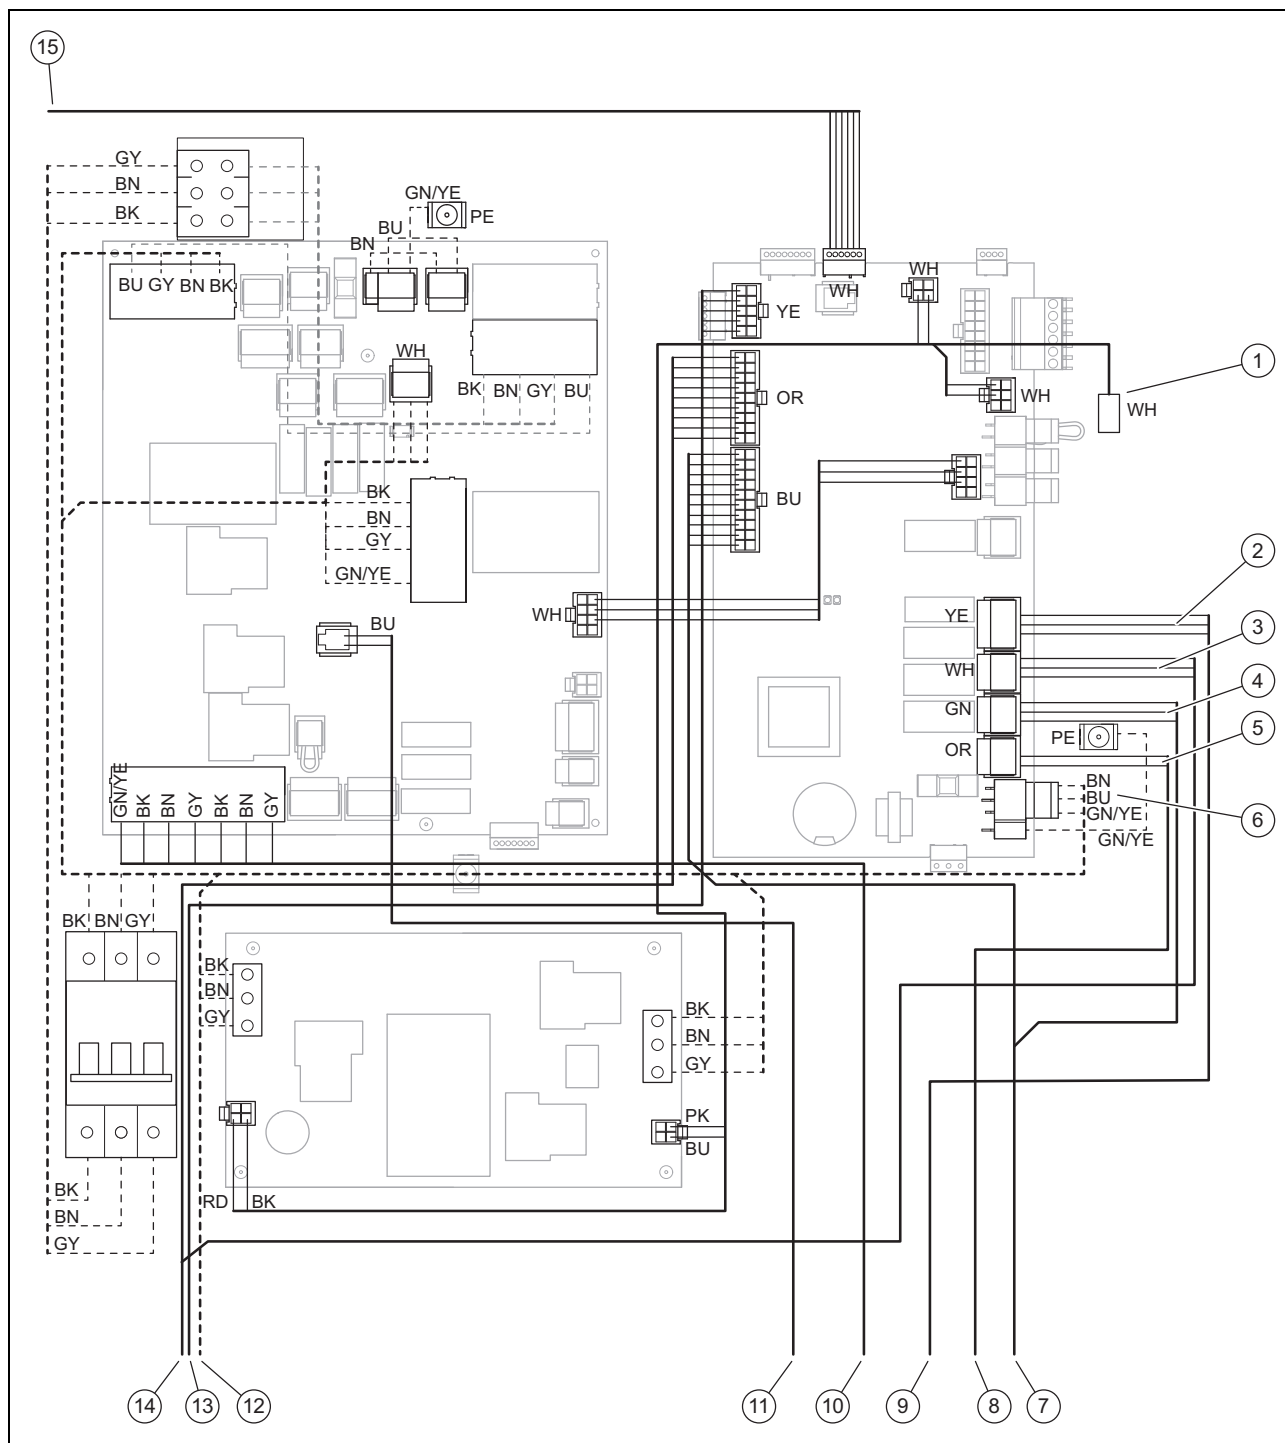 15
GY
BN
BK
GN/YE
PE
BU
BN
BU GY BN BK
WH
BK BN GY BU
WH
WH
YE
OR
WH
1
WH
BU
BK
BN
GY
GN/YE
BU
WH
2
3
4
5
6
YE
WH
GN
OR
PE
BN
BU
GN/YE
GN/YE
GN/YE BK BN GY BK BN GY
BK BN GY
BK
BN
GY
BK
BN
GY
PK
BU
RD BK
BK
BN
GY
14 13 12 11 10 9 8 7